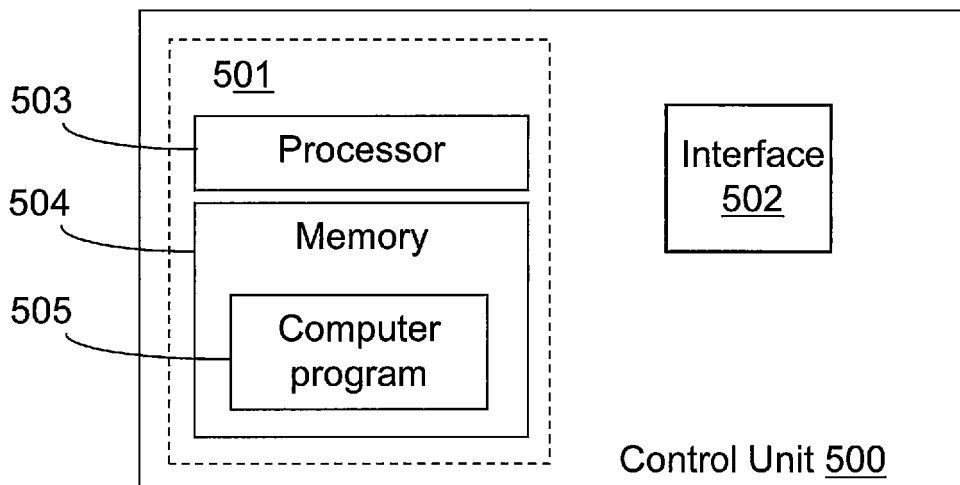 501
503
Processor
Interface
502
504
Memory
505
Computer
program
Control Unit 500